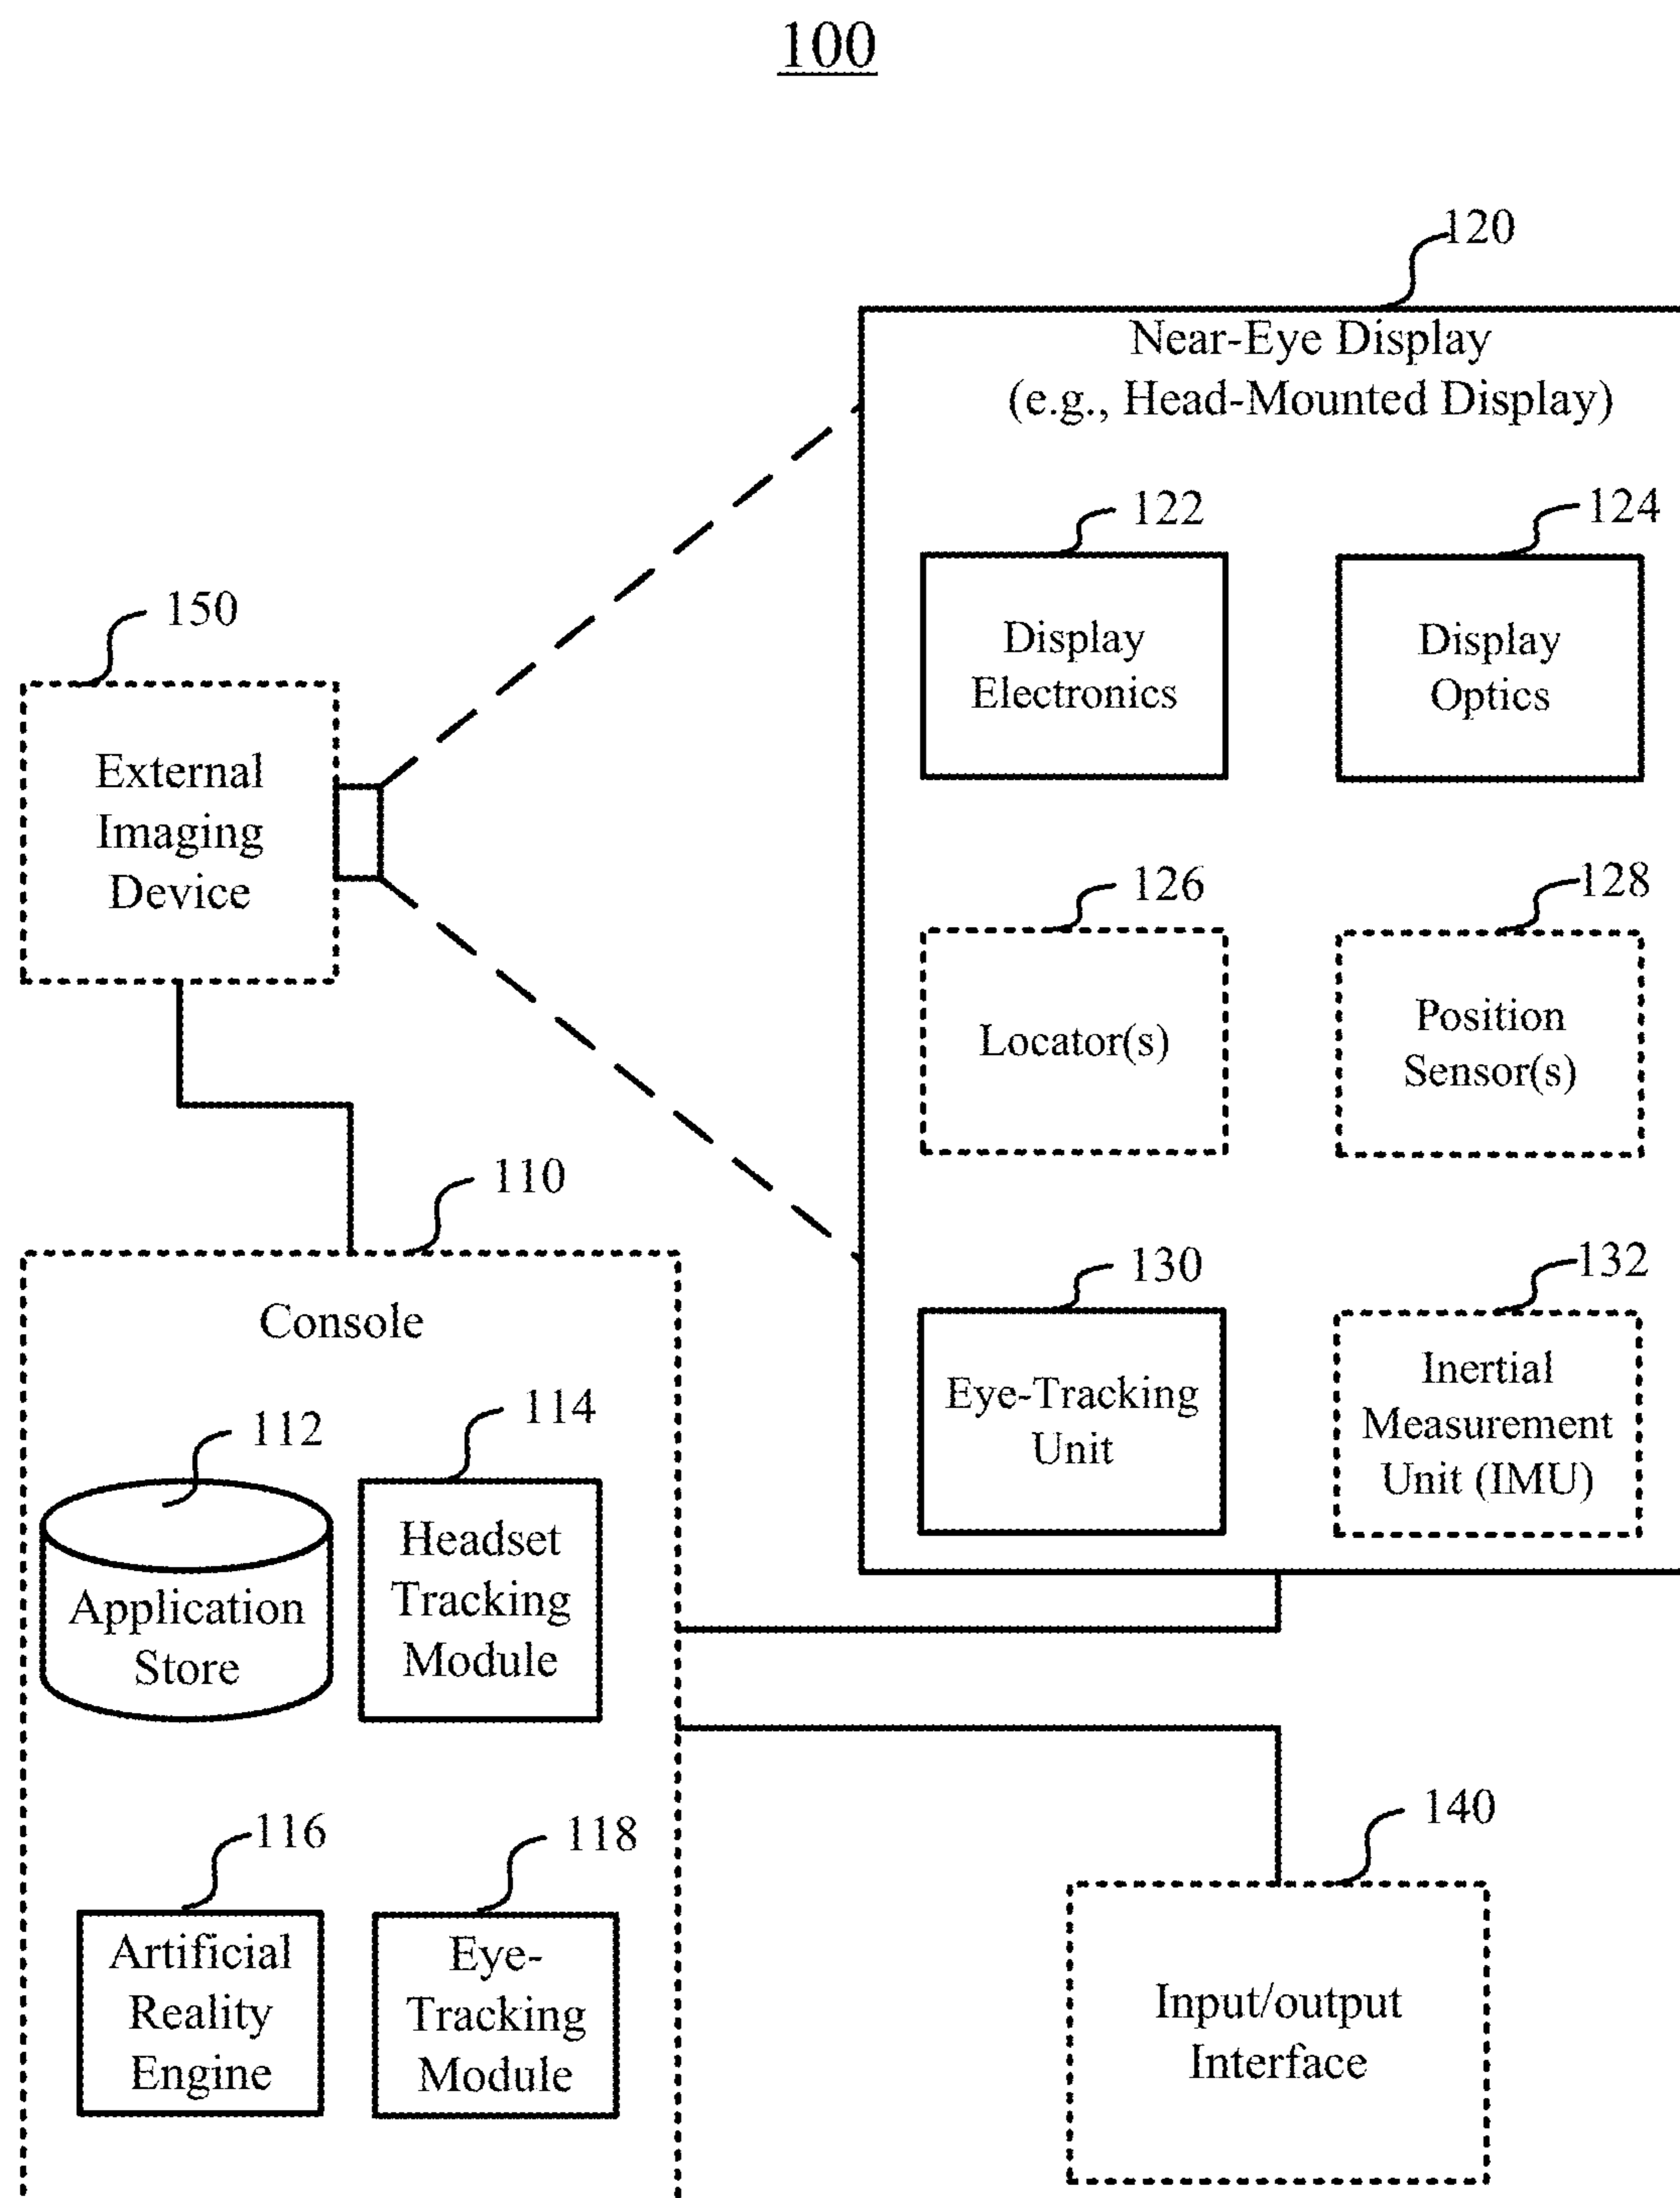 100
120
Near-Eye Display
(e.g., Head-Mounted Display)
122
124
Display
Electronics
Display
Optics
150
External
Imaging
Device
126
128
Locator(s)
Position
Sensor(s)
110
Console
130
132
Eye-Tracking
Unit
Inertial
Measurement
Unit (IMU)
112
114
Application
Store
Headset
Tracking
Module
116
118
Artificial
Reality
Engine
Eye-
Tracking
Module
140
Input/output
Interface